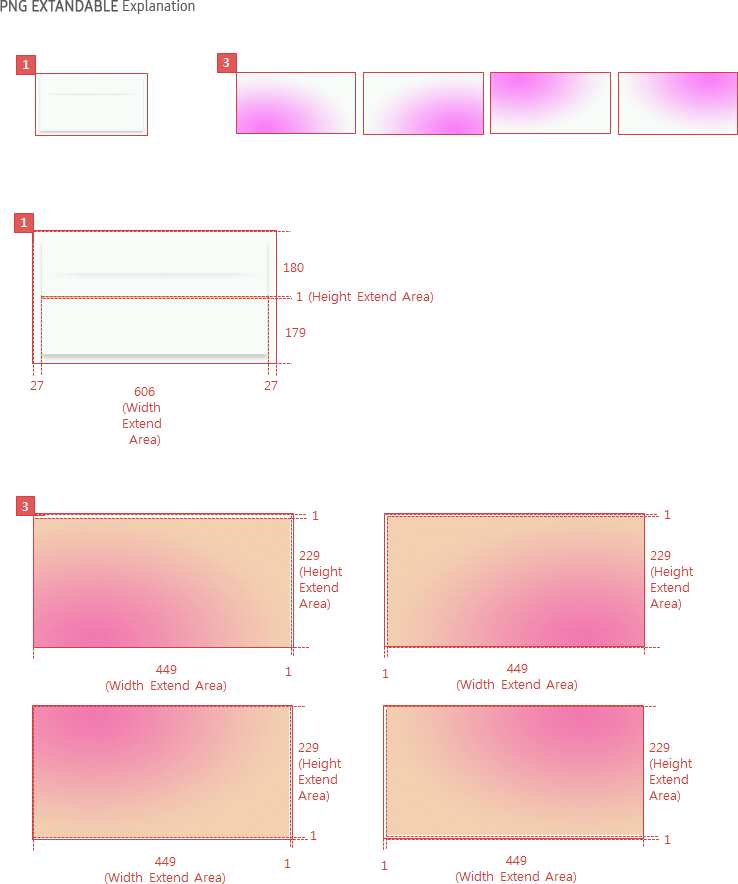 PNG EXTANDABLE Explanation
1
3
1
180
1 (Height Extend Area)
179
27
606
(Width
Extend
Area)
27
3
1
229
(Height
Extend
Area)
449
(Width Extend Area)
1
1
229
(Height
Extend
Area)
1
449
(Width Extend Area)
229
(Height
Extend
Area)
1
449
(Width Extend Area)
1
229
(Height
Extend
Area)
1
1
449
(Width Extend Area)